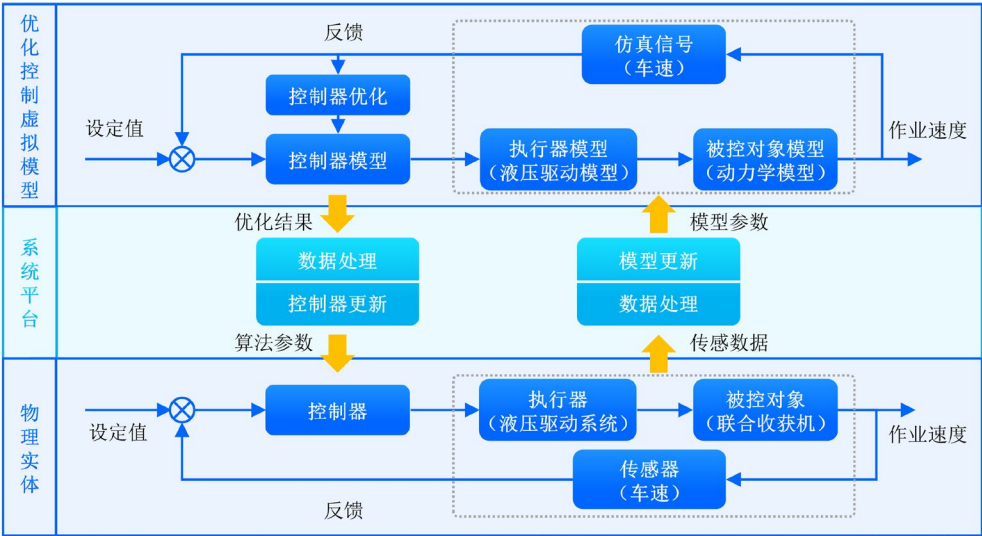 优化控制虚拟模型
反馈
仿真信号
（车速）
控制器优化
设定值
控制器模型
执行器模型
（液压驱动模型）
被控对象模型
（动力学模型）
作业速度
系统平台
优化结果
模型参数
数据处理
控制器更新
模型更新
数据处理
算法参数
传感数据
物理实体
设定值
控制器
执行器
（液压驱动系统）
被控对象
（联合收获机）
作业速度
传感器
（车速）
反馈